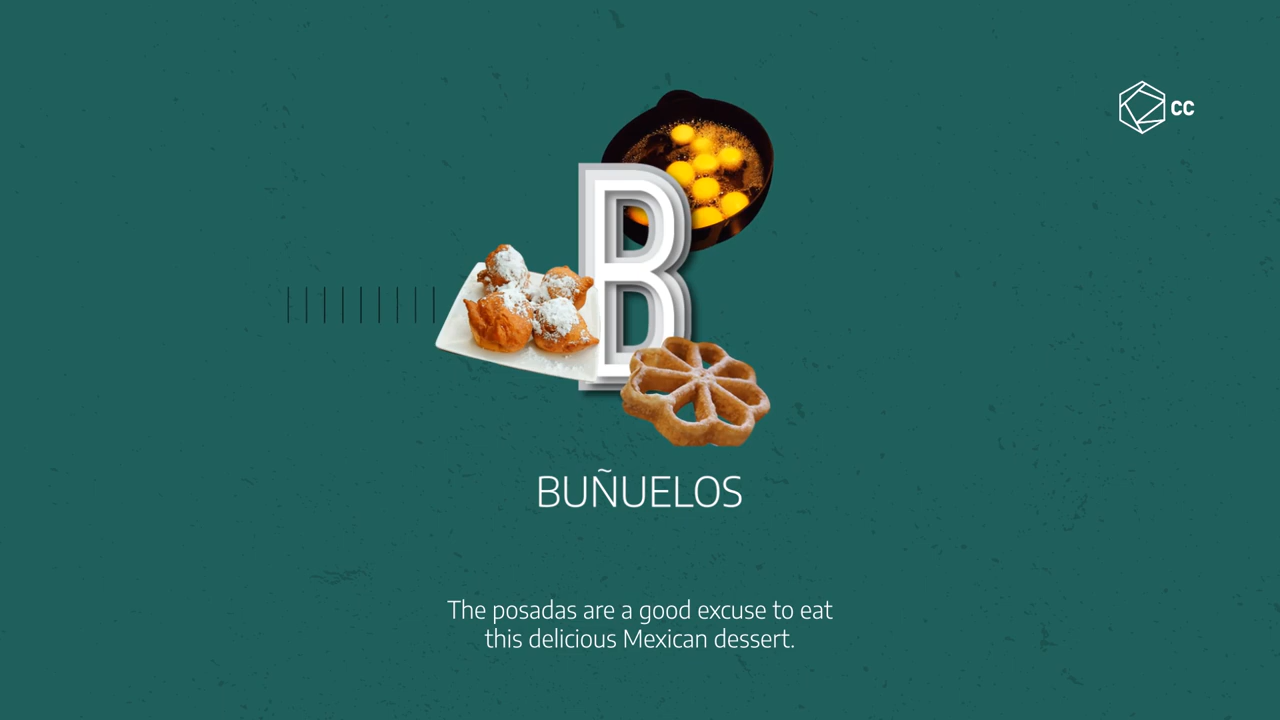 CC
B
BUÑUELOS
The posadas are a good excuse to eat
this delicious Mexican dessert.